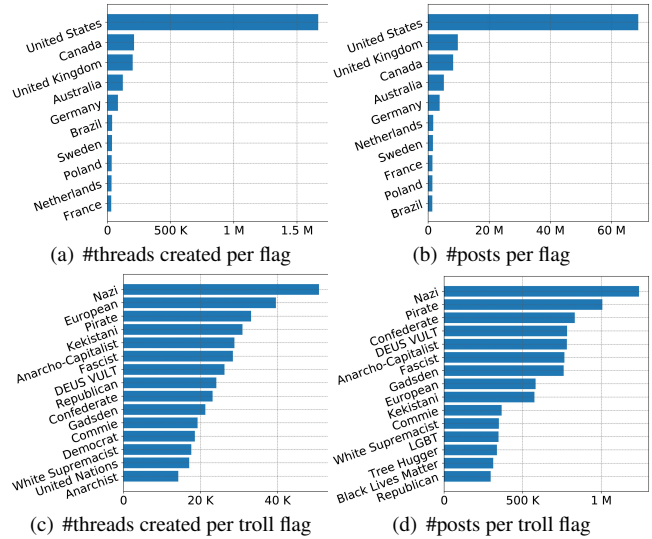 United States
Canada
United Kingdom
Australia
Germany
Brazil
Sweden
Poland
Netherlands
France
0 500 K 1 M 1.5 M
(a) #threads created per flag
United States
United Kingdom
Canada
Australia
Germany
Netherlands
Sweden
France
Poland
Brazil
0 20 M 40 M 60 M
(b) #posts per flag
Nazi
European
Pirate
Kekistani
Anarcho-Capitalist
Fascist
DEUS VULT
Republican
Confederate
Gadsden
Commie
Democrat
White Supremacist
United Nations
Anarchist
0 20 K 40 K
(c) #threads created per troll flag
Nazi
Pirate
Confederate
DEUS VULT
Anarcho-Capitalist
Fascist
Gadsden
European
Kekistani
Commie
White Supremacist
LGBT
Tree Hugger
Black Lives Matter
Republican
0 500 K 1 M
(d) #posts per troll flag